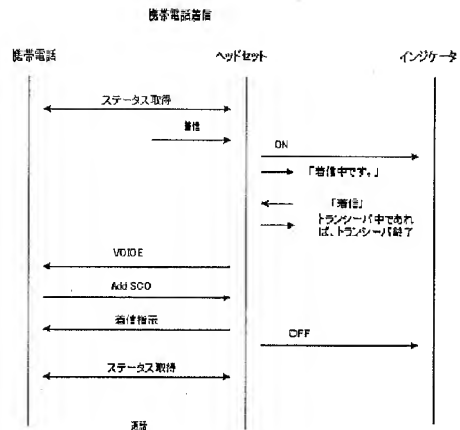 携帯電話着信
携帯電話
ヘッドセット
インジケータ
ステータス取得
着信
ON
「着信中です。」
「着信」
トランシーバ中であれ
ば、トランシーバ終了
VOIDE
Add SCO
着信指示
OFF
ステータス取得
通話